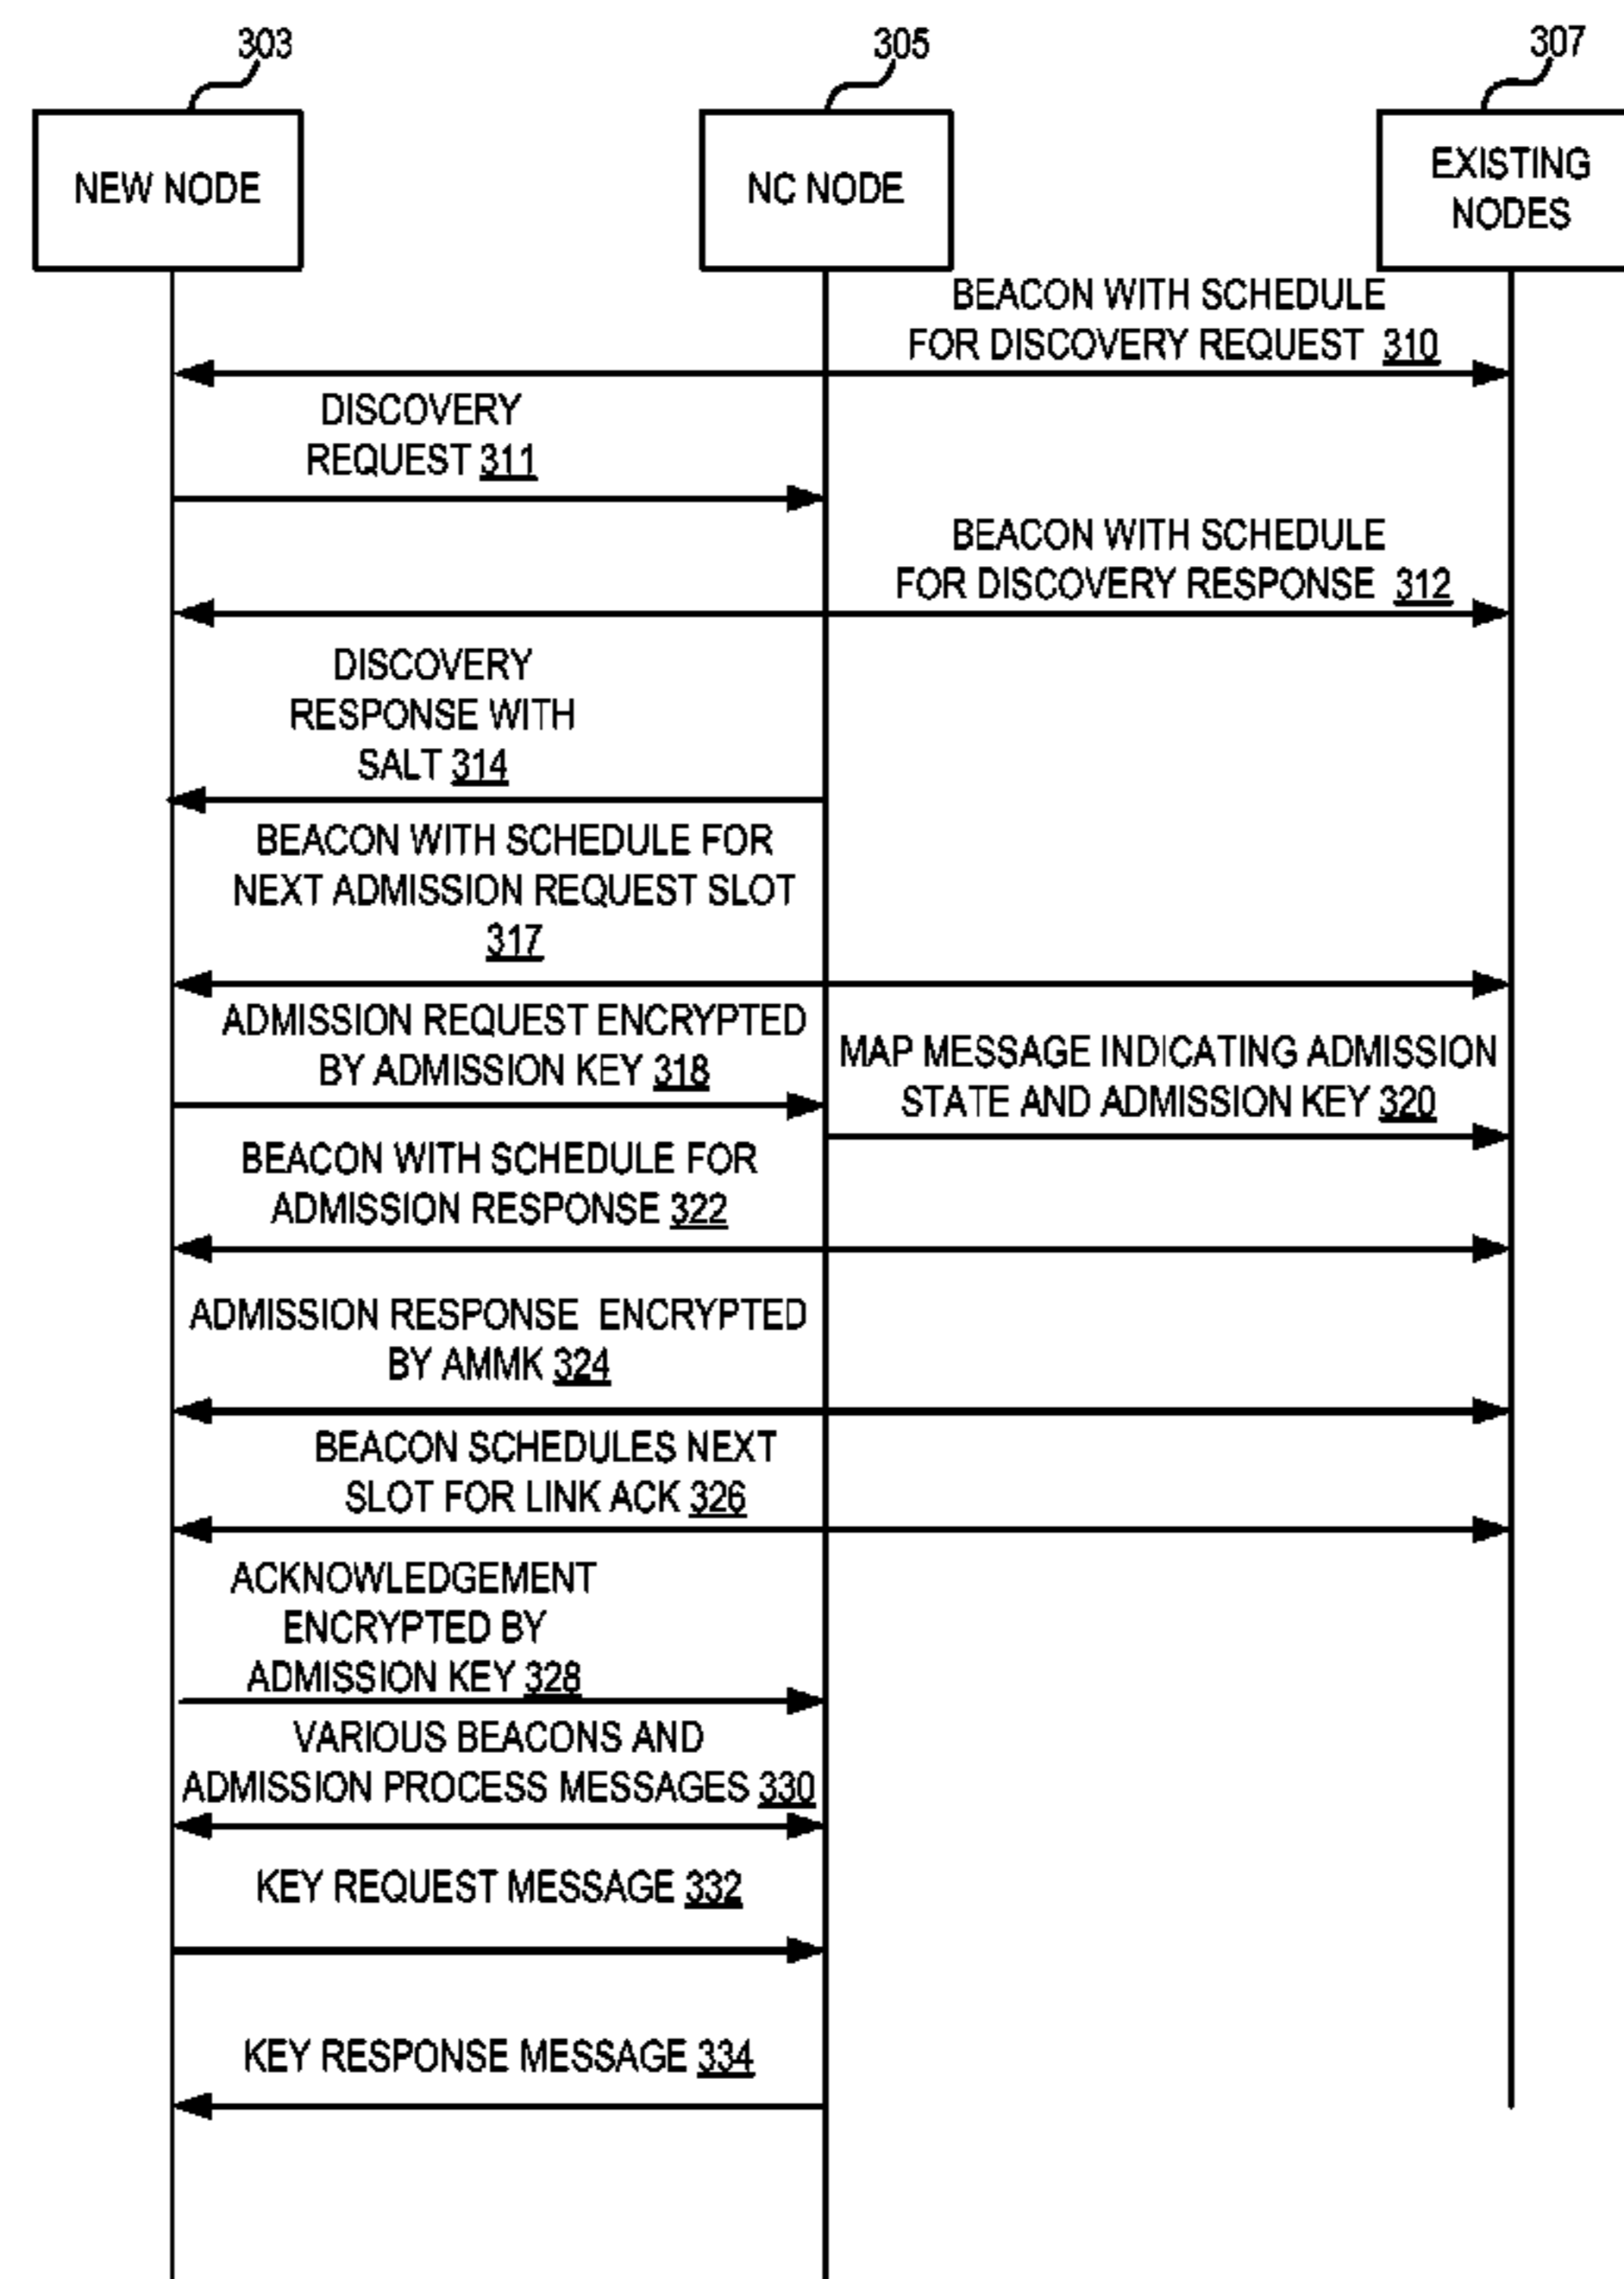 303
305
307
NEW NODE
NC NODE
EXISTING
NODES
BEACON WITH SCHEDULE
FOR DISCOVERY REQUEST 310
DISCOVERY
REQUEST 311
BEACON WITH SCHEDULE
FOR DISCOVERY RESPONSE 312
DISCOVERY
RESPONSE WITH
SALT 314
BEACON WITH SCHEDULE FOR
NEXT ADMISSION REQUEST SLOT
317
ADMISSION REQUEST ENCRYPTED
BY ADMISSION KEY 318
MAP MESSAGE INDICATING ADMISSION
STATE AND ADMISSION KEY 320
BEACON WITH SCHEDULE FOR
ADMISSION RESPONSE 322
ADMISSION RESPONSE ENCRYPTED
BY AMMK 324
BEACON SCHEDULES NEXT
SLOT FOR LINK ACK 326
ACKNOWLEDGEMENT
ENCRYPTED BY
ADMISSION KEY 328
VARIOUS BEACONS AND
ADMISSION PROCESS MESSAGES 330
KEY REQUEST MESSAGE 332
KEY RESPONSE MESSAGE 334